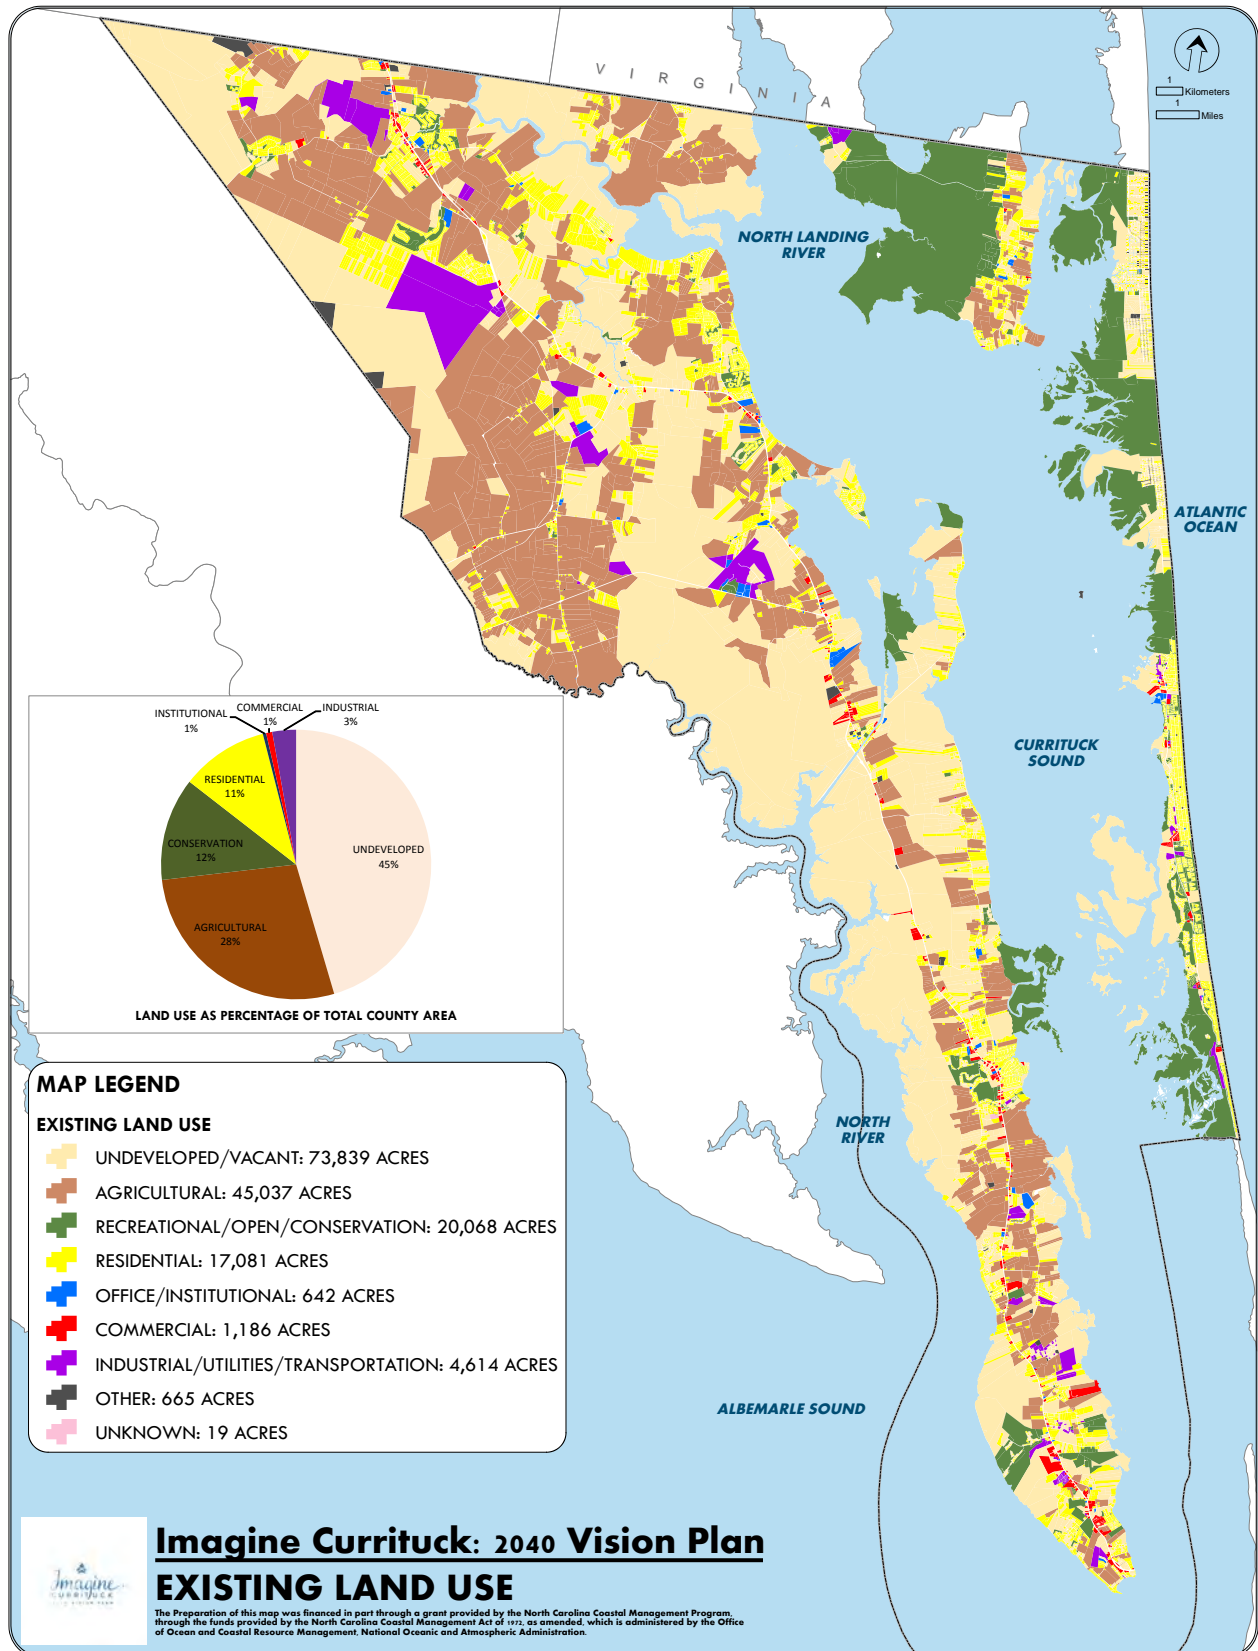 VIRGINIA
1
Kilometers
1
Miles
NORTH LANDING
RIVER
ATLANTIC
OCEAN
CURRITUCK
SOUND
NORTH
RIVER
ALBEMARLE SOUND
INSTITUTIONAL
1%
COMMERCIAL
1%
INDUSTRIAL
3%
RESIDENTIAL
11%
CONSERVATION
12%
UNDEVELOPED
45%
AGRICULTURAL
28%
LAND USE AS PERCENTAGE OF TOTAL COUNTY AREA
MAP LEGEND
EXISTING LAND USE
UNDEVELOPED/VACANT: 73,839 ACRES
AGRICULTURAL: 45,037 ACRES
RECREATIONAL/OPEN/CONSERVATION: 20,068 ACRES
RESIDENTIAL: 17,081 ACRES
OFFICE/INSTITUTIONAL: 642 ACRES
COMMERCIAL: 1,186 ACRES
INDUSTRIAL/UTILITIES/TRANSPORTATION: 4,614 ACRES
OTHER: 665 ACRES
UNKNOWN: 19 ACRES
Imagine
CURRITUCK
Imagine Currituck: 2040 Vision Plan
EXISTING LAND USE
The Preparation of this map was financed in part through a grant provided by the North Carolina Coastal Management Program,
through the funds provided by the North Carolina Coastal Management Act of 1972, as amended, which is administered by the Office
of Ocean and Coastal Resource Management, National Oceanic and Atmospheric Administration.